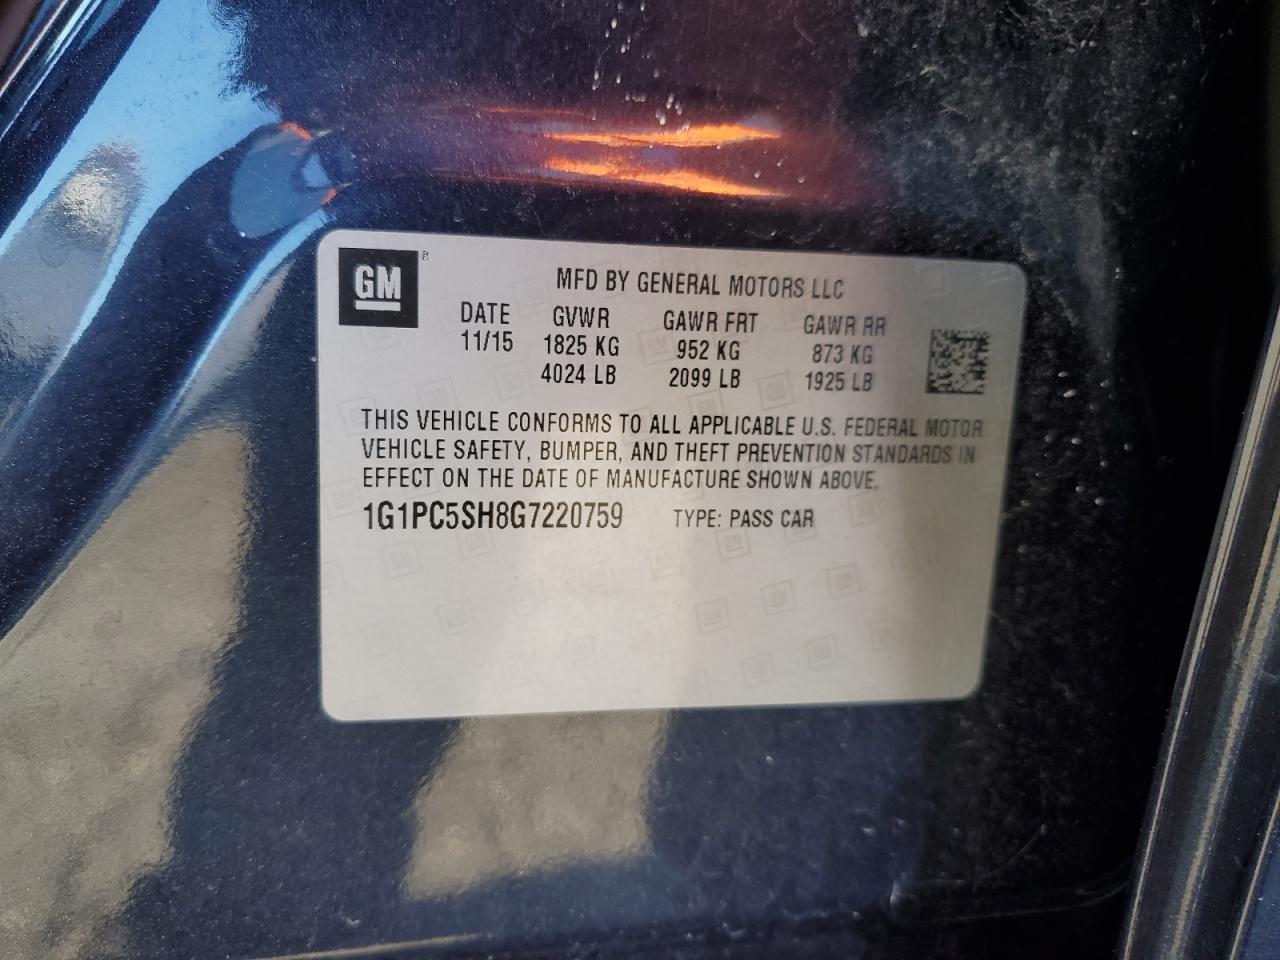 GM®
MFD BY GENERAL MOTORS LLC
DATE GVWR GAWR FRT GAWR RR
11/15 1825 KG 952 KG 873 KG
4024 LB 2099 LB 1925 LB
THIS VEHICLE CONFORMS TO ALL APPLICABLE U.S. FEDERAL MOTOR
VEHICLE SAFETY, BUMPER, AND THEFT PREVENTION STANDARDS IN
EFFECT ON THE DATE OF MANUFACTURE SHOWN ABOVE.
1G1PC5SH8G7220759 TYPE: PASS CAR